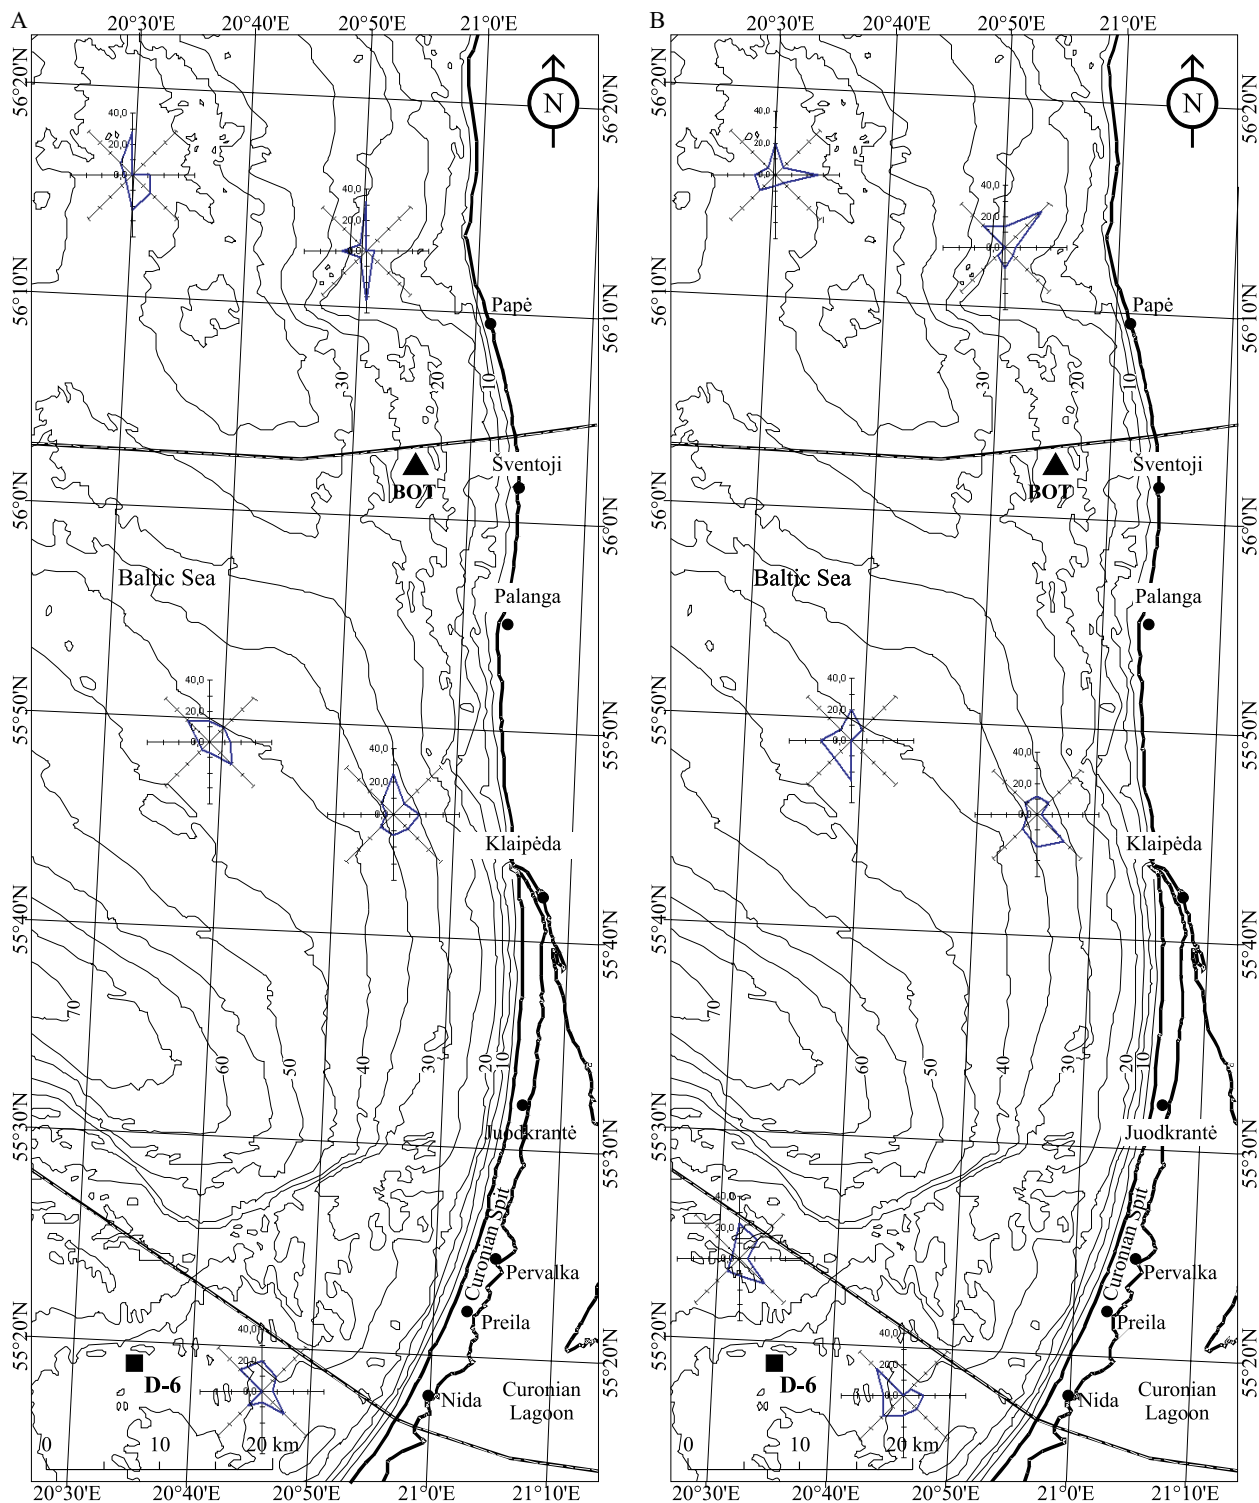 A
20°30'E 20°40'E 20°50'E 21°0'E
56°20'N
56°20'N
N
40,0
20,0
0,0
40,0
20,0
0,0
56°10'N
56°10'N
Papė
30
20
10
Šventoji
BOT
56°0'N
56°0'N
Baltic Sea
Palanga
55°50'N
55°50'N
40,0
20,0
0,0
40,0
20,0
0,0
Klaipėda
55°40'N
55°40'N
70
60
50
40
30
20
10
55°30'N
55°30'N
Juodkrantė
Curonian Spit
Pervalka
Preila
55°20'N
55°20'N
40,0
20,0
0,0
D-6
Nida
Curonian
Lagoon
0 10 20 km
20°30'E 20°40'E 20°50'E 21°0'E 21°10'E
B
20°30'E 20°40'E 20°50'E 21°0'E
56°20'N
56°20'N
N
40,0
20,0
0,0
40,0
20,0
0,0
56°10'N
56°10'N
Papė
30
20
10
Šventoji
BOT
56°0'N
56°0'N
Baltic Sea
Palanga
55°50'N
55°50'N
40,0
20,0
0,0
40,0
20,0
0,0
Klaipėda
55°40'N
55°40'N
70
60
50
40
30
20
10
55°30'N
55°30'N
Juodkrantė
Curonian Spit
40,0
20,0
0,0
Pervalka
Preila
55°20'N
55°20'N
40,0
20,0
0,0
D-6
Nida
Curonian
Lagoon
0 10 20 km
20°30'E 20°40'E 20°50'E 21°0'E 21°10'E